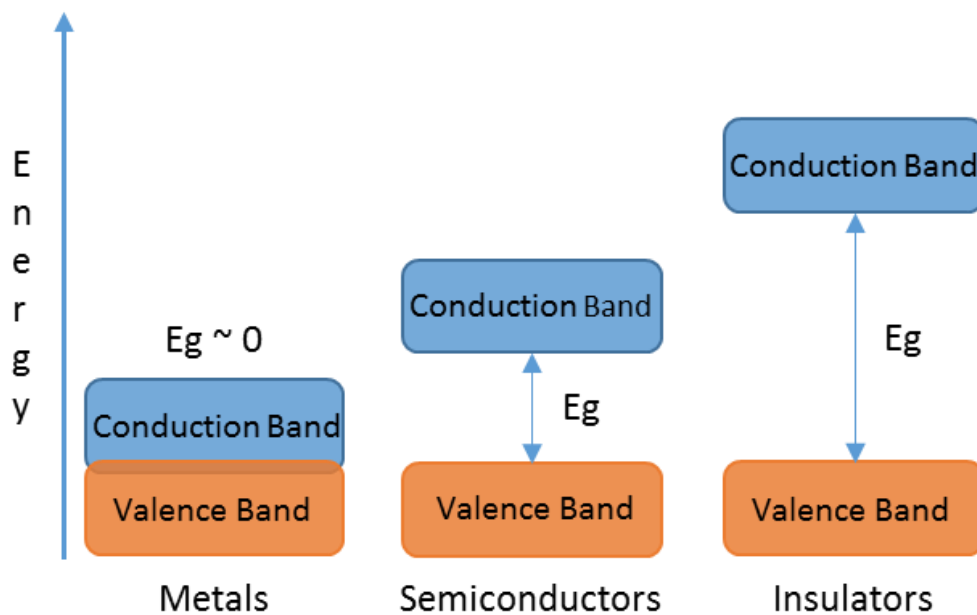 Energy
Conduction Band
Conduction Band
Eg ~ 0
Eg
Conduction Band
Eg
Valence Band
Valence Band
Valence Band
Metals
Semiconductors
Insulators